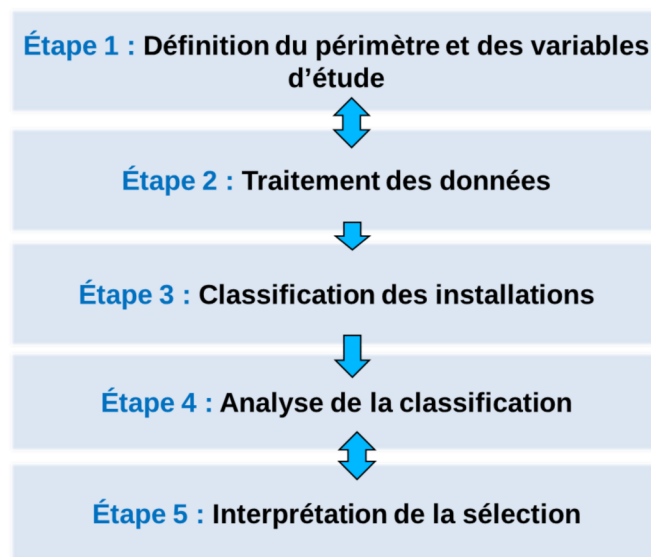 Étape 1 : Définition du périmètre et des variables
d’étude
Étape 2 : Traitement des données
Étape 3 : Classification des installations
Étape 4 : Analyse de la classification
Étape 5 : Interprétation de la sélection